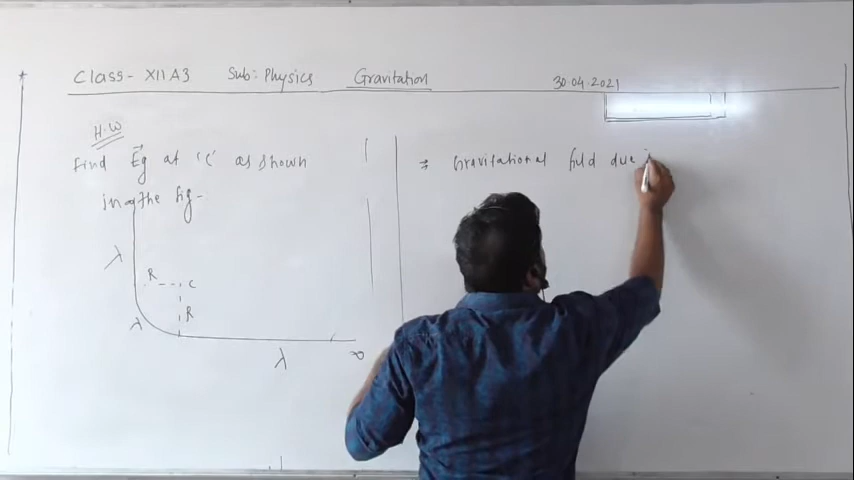 Class- XII A3 Sub: Physics Gravitation 30.04.2021
H.W
Find Eg at 'C' as shown
in the fig-
λ
R C
R
λ
λ ∞
⇒ Gravitational field due